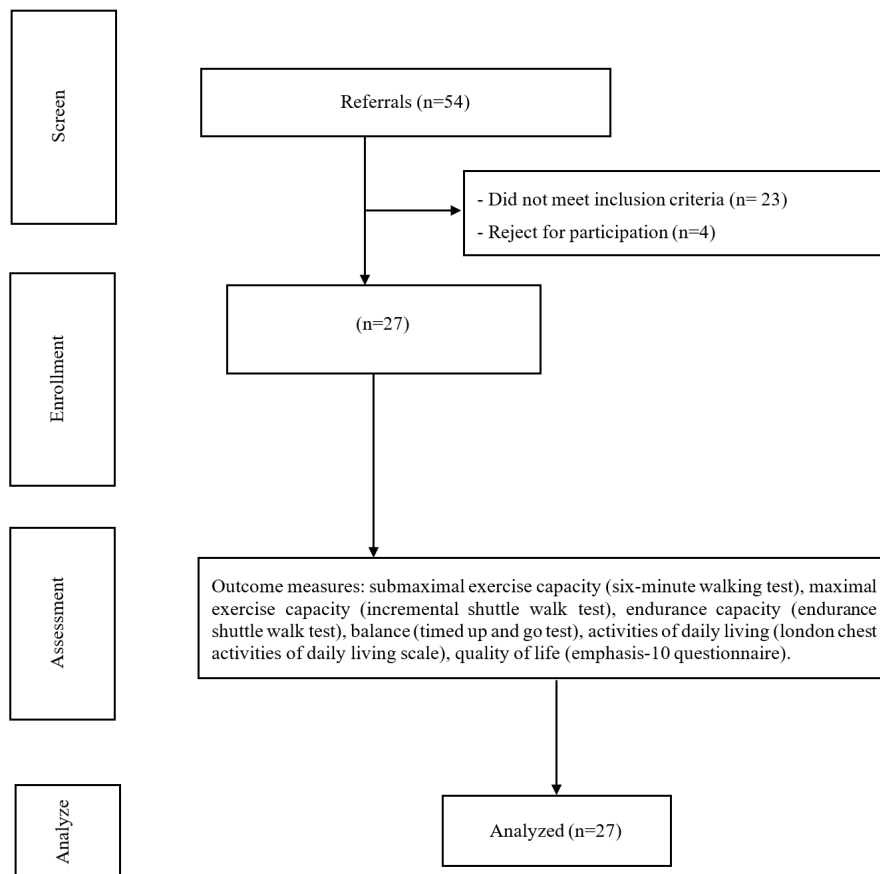 Screen
Referrals (n=54)
- Did not meet inclusion criteria (n= 23)
- Reject for participation (n=4)
Enrollment
(n=27)
Assessment
Outcome measures: submaximal exercise capacity (six-minute walking test), maximal
exercise capacity (incremental shuttle walk test), endurance capacity (endurance
shuttle walk test), balance (timed up and go test), activities of daily living (london chest
activities of daily living scale), quality of life (emphasis-10 questionnaire).
Analyze
Analyzed (n=27)